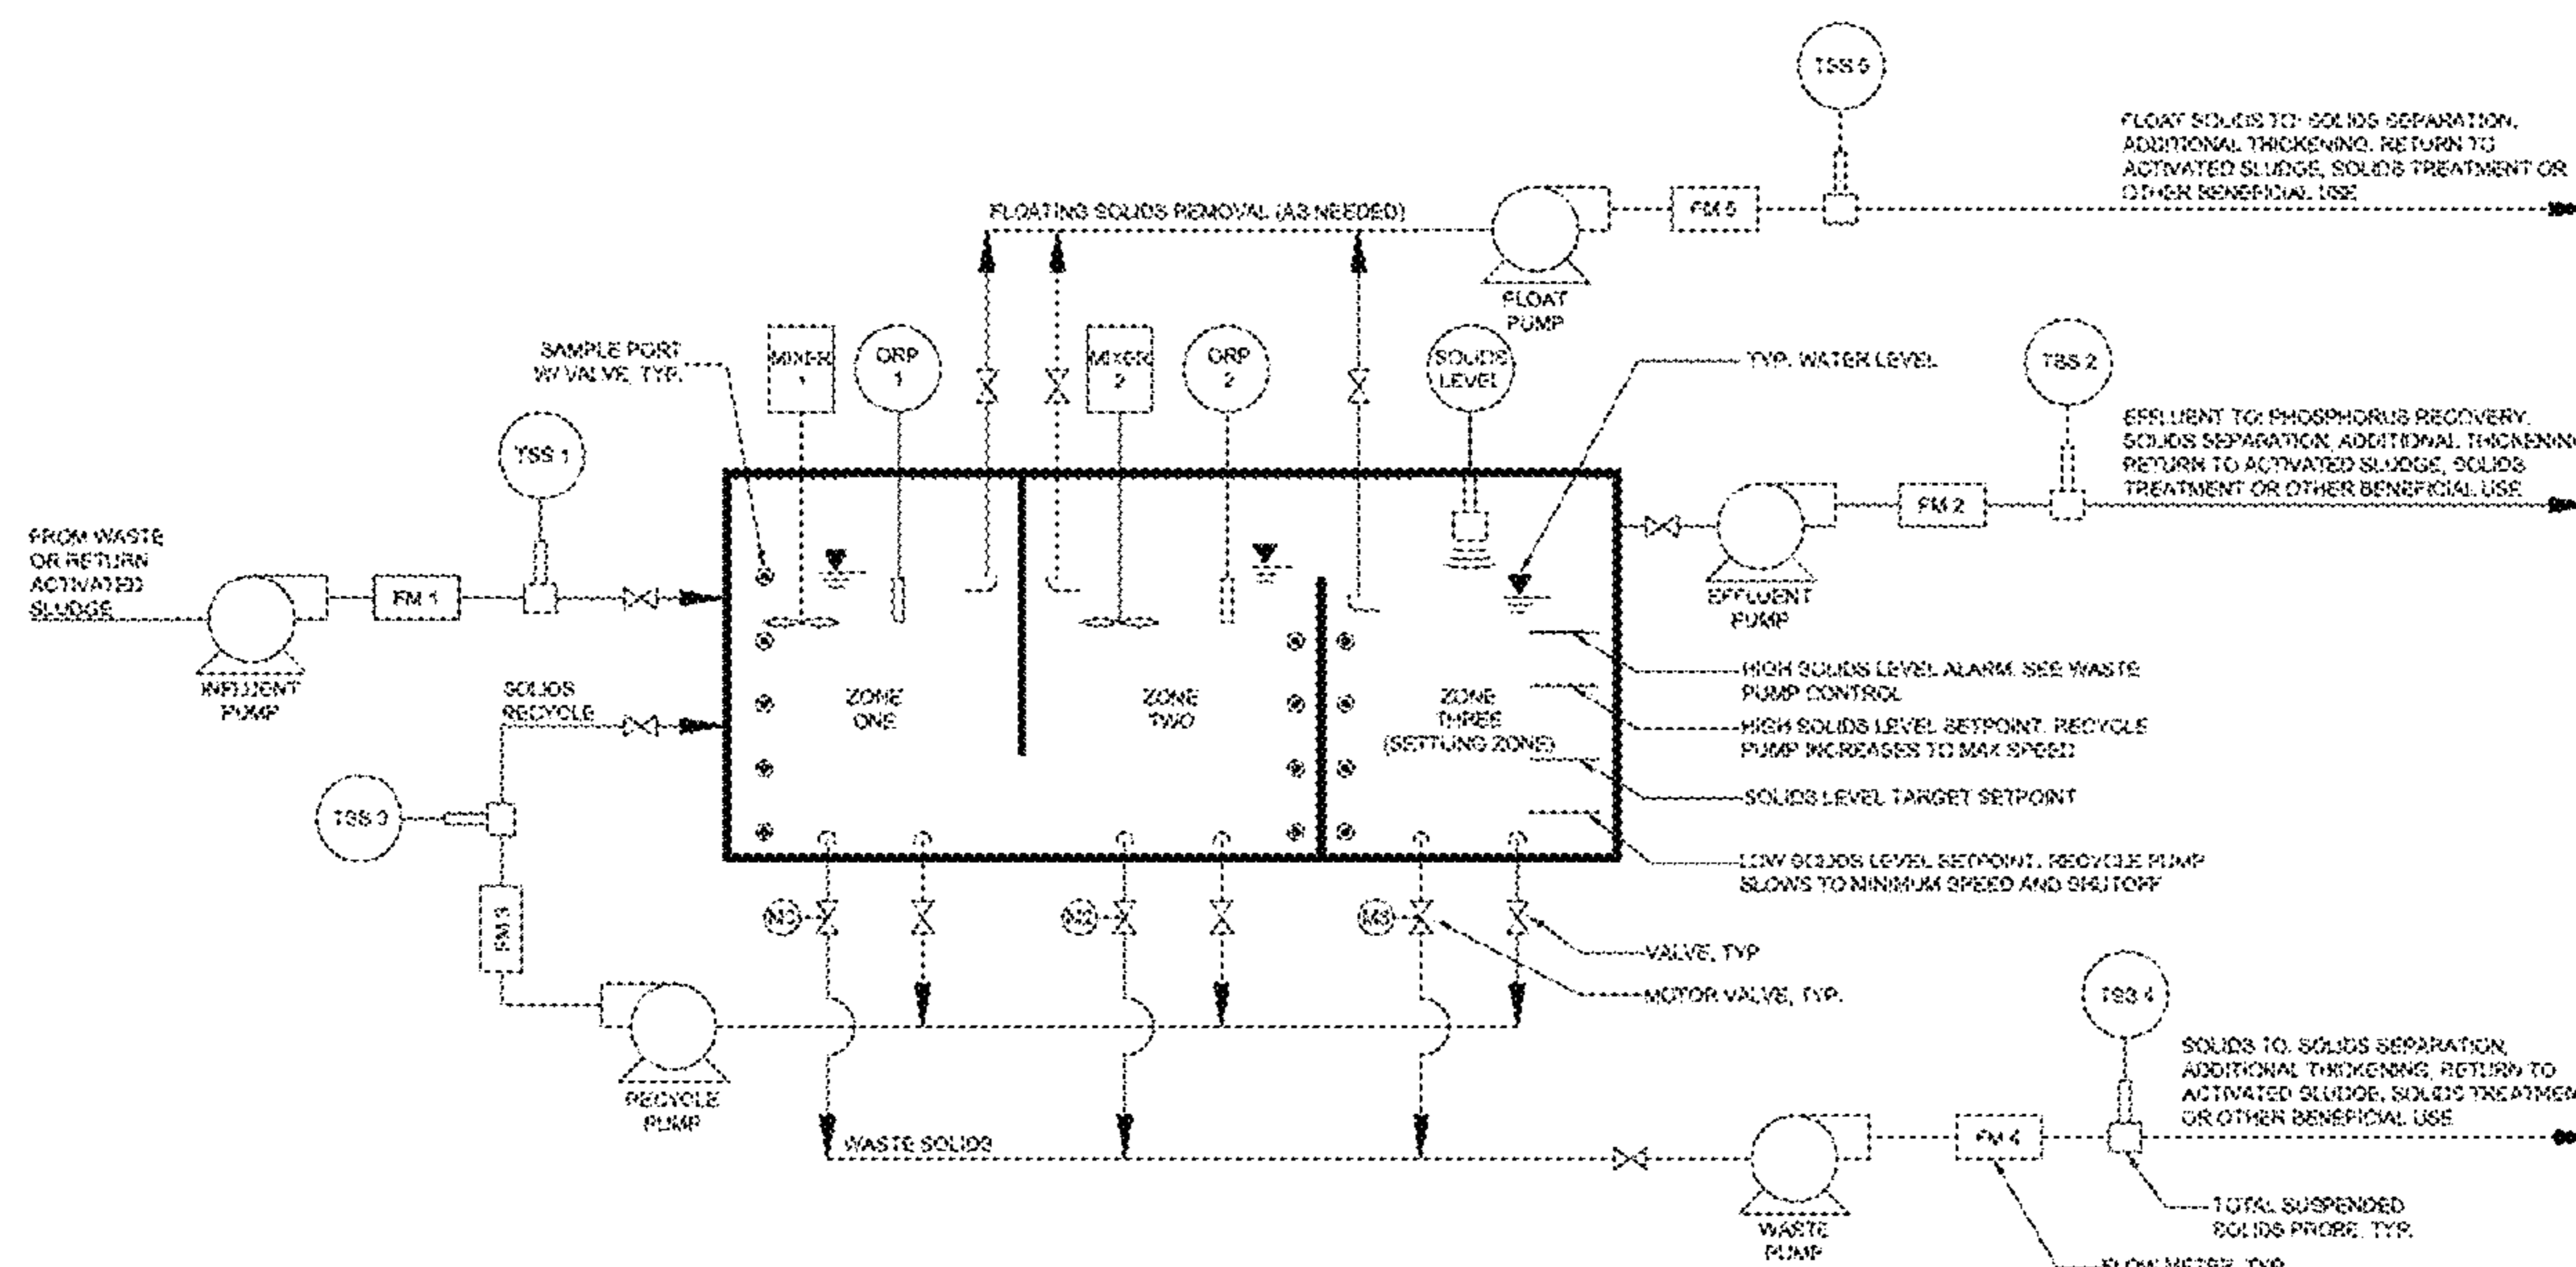 TSS 5
FLOAT SOLIDS TO: SOLIDS SEPARATION,
ADDITIONAL THICKENING, RETURN TO
ACTIVATED SLUDGE, SOLIDS TREATMENT OR
OTHER BENEFICIAL USE
FLOATING SOLIDS REMOVAL (AS NEEDED)
FM 5
FLOAT
PUMP
SAMPLE PORT
W/ VALVE, TYP.
MIXER
1
ORP
1
MIXER
2
ORP
2
SOLIDS
LEVEL
TYP. WATER LEVEL
TSS 2
EFFLUENT TO: PHOSPHORUS RECOVERY,
SOLIDS SEPARATION, ADDITIONAL THICKENING
RETURN TO ACTIVATED SLUDGE, SOLIDS
TREATMENT OR OTHER BENEFICIAL USE
FM 2
EFFLUENT
PUMP
TSS 1
FROM WASTE
OR RETURN
ACTIVATED
SLUDGE
FM 1
INFLUENT
PUMP
SOLIDS
RECYCLE
ZONE
ONE
ZONE
TWO
ZONE
THREE
(SETTLING ZONE)
HIGH SOLIDS LEVEL ALARM. SEE WASTE
PUMP CONTROL
HIGH SOLIDS LEVEL SETPOINT. RECYCLE
PUMP INCREASES TO MAX SPEED
SOLIDS LEVEL TARGET SETPOINT
LOW SOLIDS LEVEL SETPOINT. RECYCLE PUMP
SLOWS TO MINIMUM SPEED AND SHUTOFF
TSS 3
FM 3
M1
M2
M3
VALVE, TYP
MOTOR VALVE, TYP.
RECYCLE
PUMP
WASTE SOLIDS
TSS 4
SOLIDS TO: SOLIDS SEPARATION,
ADDITIONAL THICKENING, RETURN TO
ACTIVATED SLUDGE, SOLIDS TREATMEN
OR OTHER BENEFICIAL USE
FM 4
WASTE
PUMP
TOTAL SUSPENDED
SOLIDS PROBE, TYP.
FLOW METER, TYP